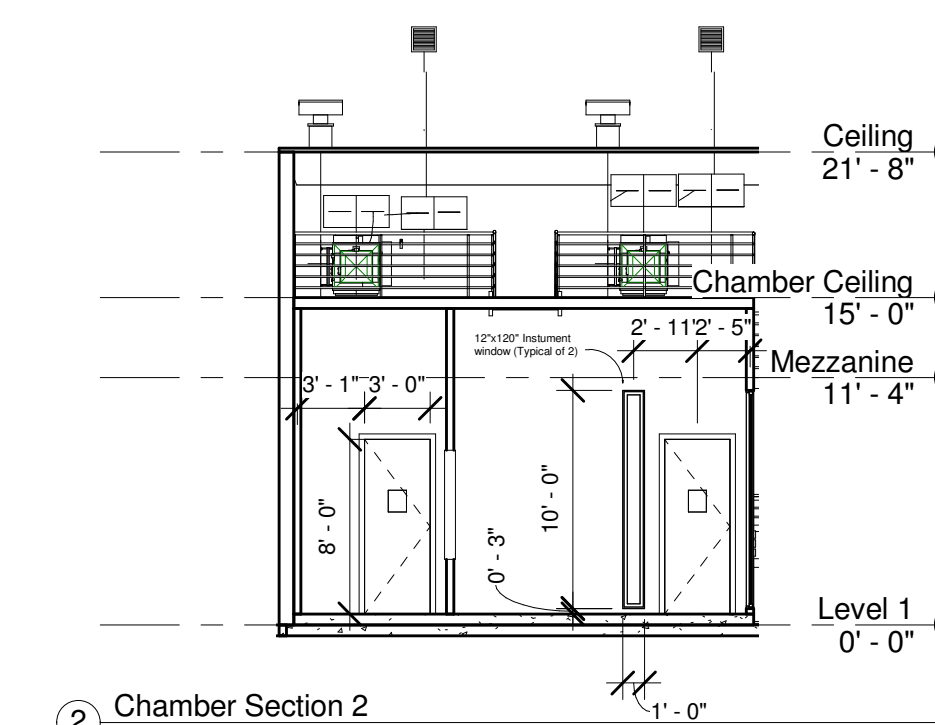 Ceiling
21' - 8"
Chamber Ceiling
15' - 0"
2' - 11"
2' - 5"
12"x120" Instument
window (Typical of 2)
Mezzanine
11' - 4"
3' - 1"
3' - 0"
8' - 0"
10' - 0"
0' - 3"
Level 1
0' - 0"
1' - 0"
2
Chamber Section 2